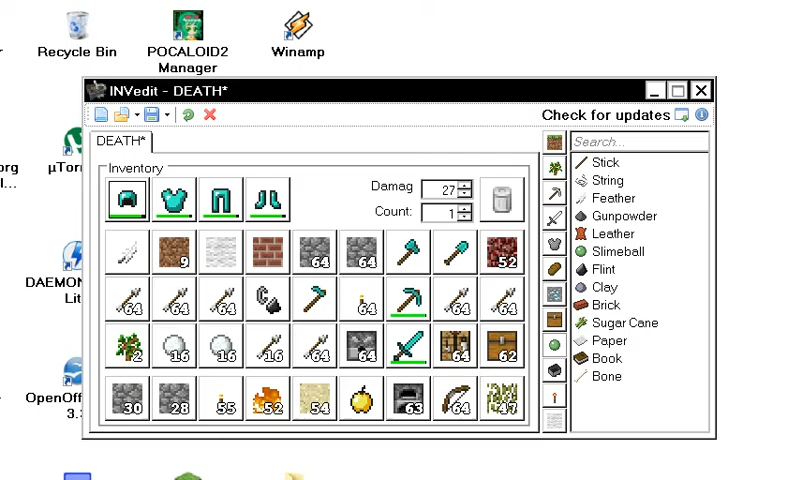 Recycle Bin
POCALOID2
Manager
Winamp
INVedit - DEATH*
Check for updates
DEATH*
Search...
µTorr
org
I...
Inventory
Damag
27
Count:
1
Stick
String
Feather
Gunpowder
Leather
Slimeball
Flint
Clay
Brick
Sugar Cane
Paper
Book
Bone
9
64
64
52
DAEMON
Lit
64
64
64
64
64
64
64
2
16
16
16
64
64
64
62
OpenOff
3.
30
28
55
52
54
63
64
47